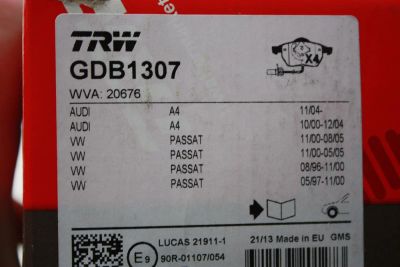 TRW
X4
GDB1307
WVA: 20676
AUDI A4 11/04-
AUDI A4 10/00-12/04
VW PASSAT 11/00-08/05
VW PASSAT 11/00-05/05
VW PASSAT 08/96-11/00
VW PASSAT 05/97-11/00
LUCAS 21911-1 21/13 Made in EU GMS
E9 90R-01107/054